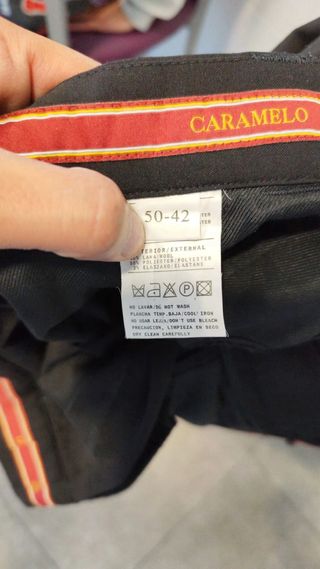 CARAMELO
50-42
TERIOR/EXTERNAL
LANA/WOOL
POLIESTER/POLYESTER
ELASTANO/ELASTANE
P
NO LAVAR/DO NOT WASH
PLANCHA TEMP.BAJA/COOL IRON
NO USAR LEJIA/DON'T USE BLEACH
PRECAUCION, LIMPIEZA EN SECO
DRY CLEAN CAREFULLY